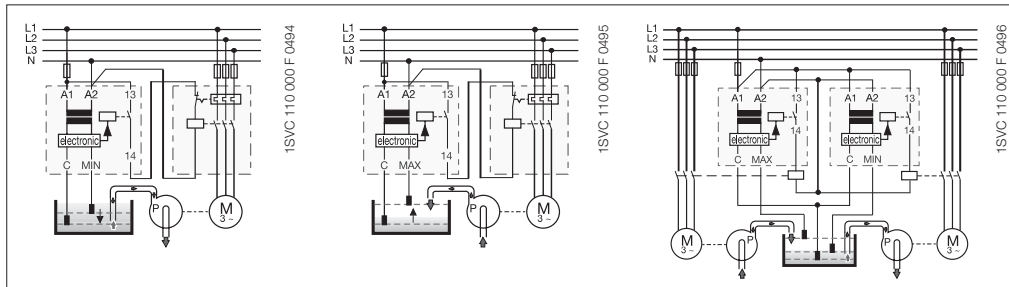 L1
L2
L3
N
A1 A2 13
electronic
14
C MIN
P
M
3 ~
1SVC 110 000 F 0494
L1
L2
L3
N
A1 A2 13
electronic
14
C MAX
P
M
3 ~
1SVC 110 000 F 0495
L1
L2
L3
N
A1 A2 13 A1 A2 13
electronic electronic
14 14
C MAX C MIN
M
3 ~
P
P
M
3 ~
1SVC 110 000 F 0496